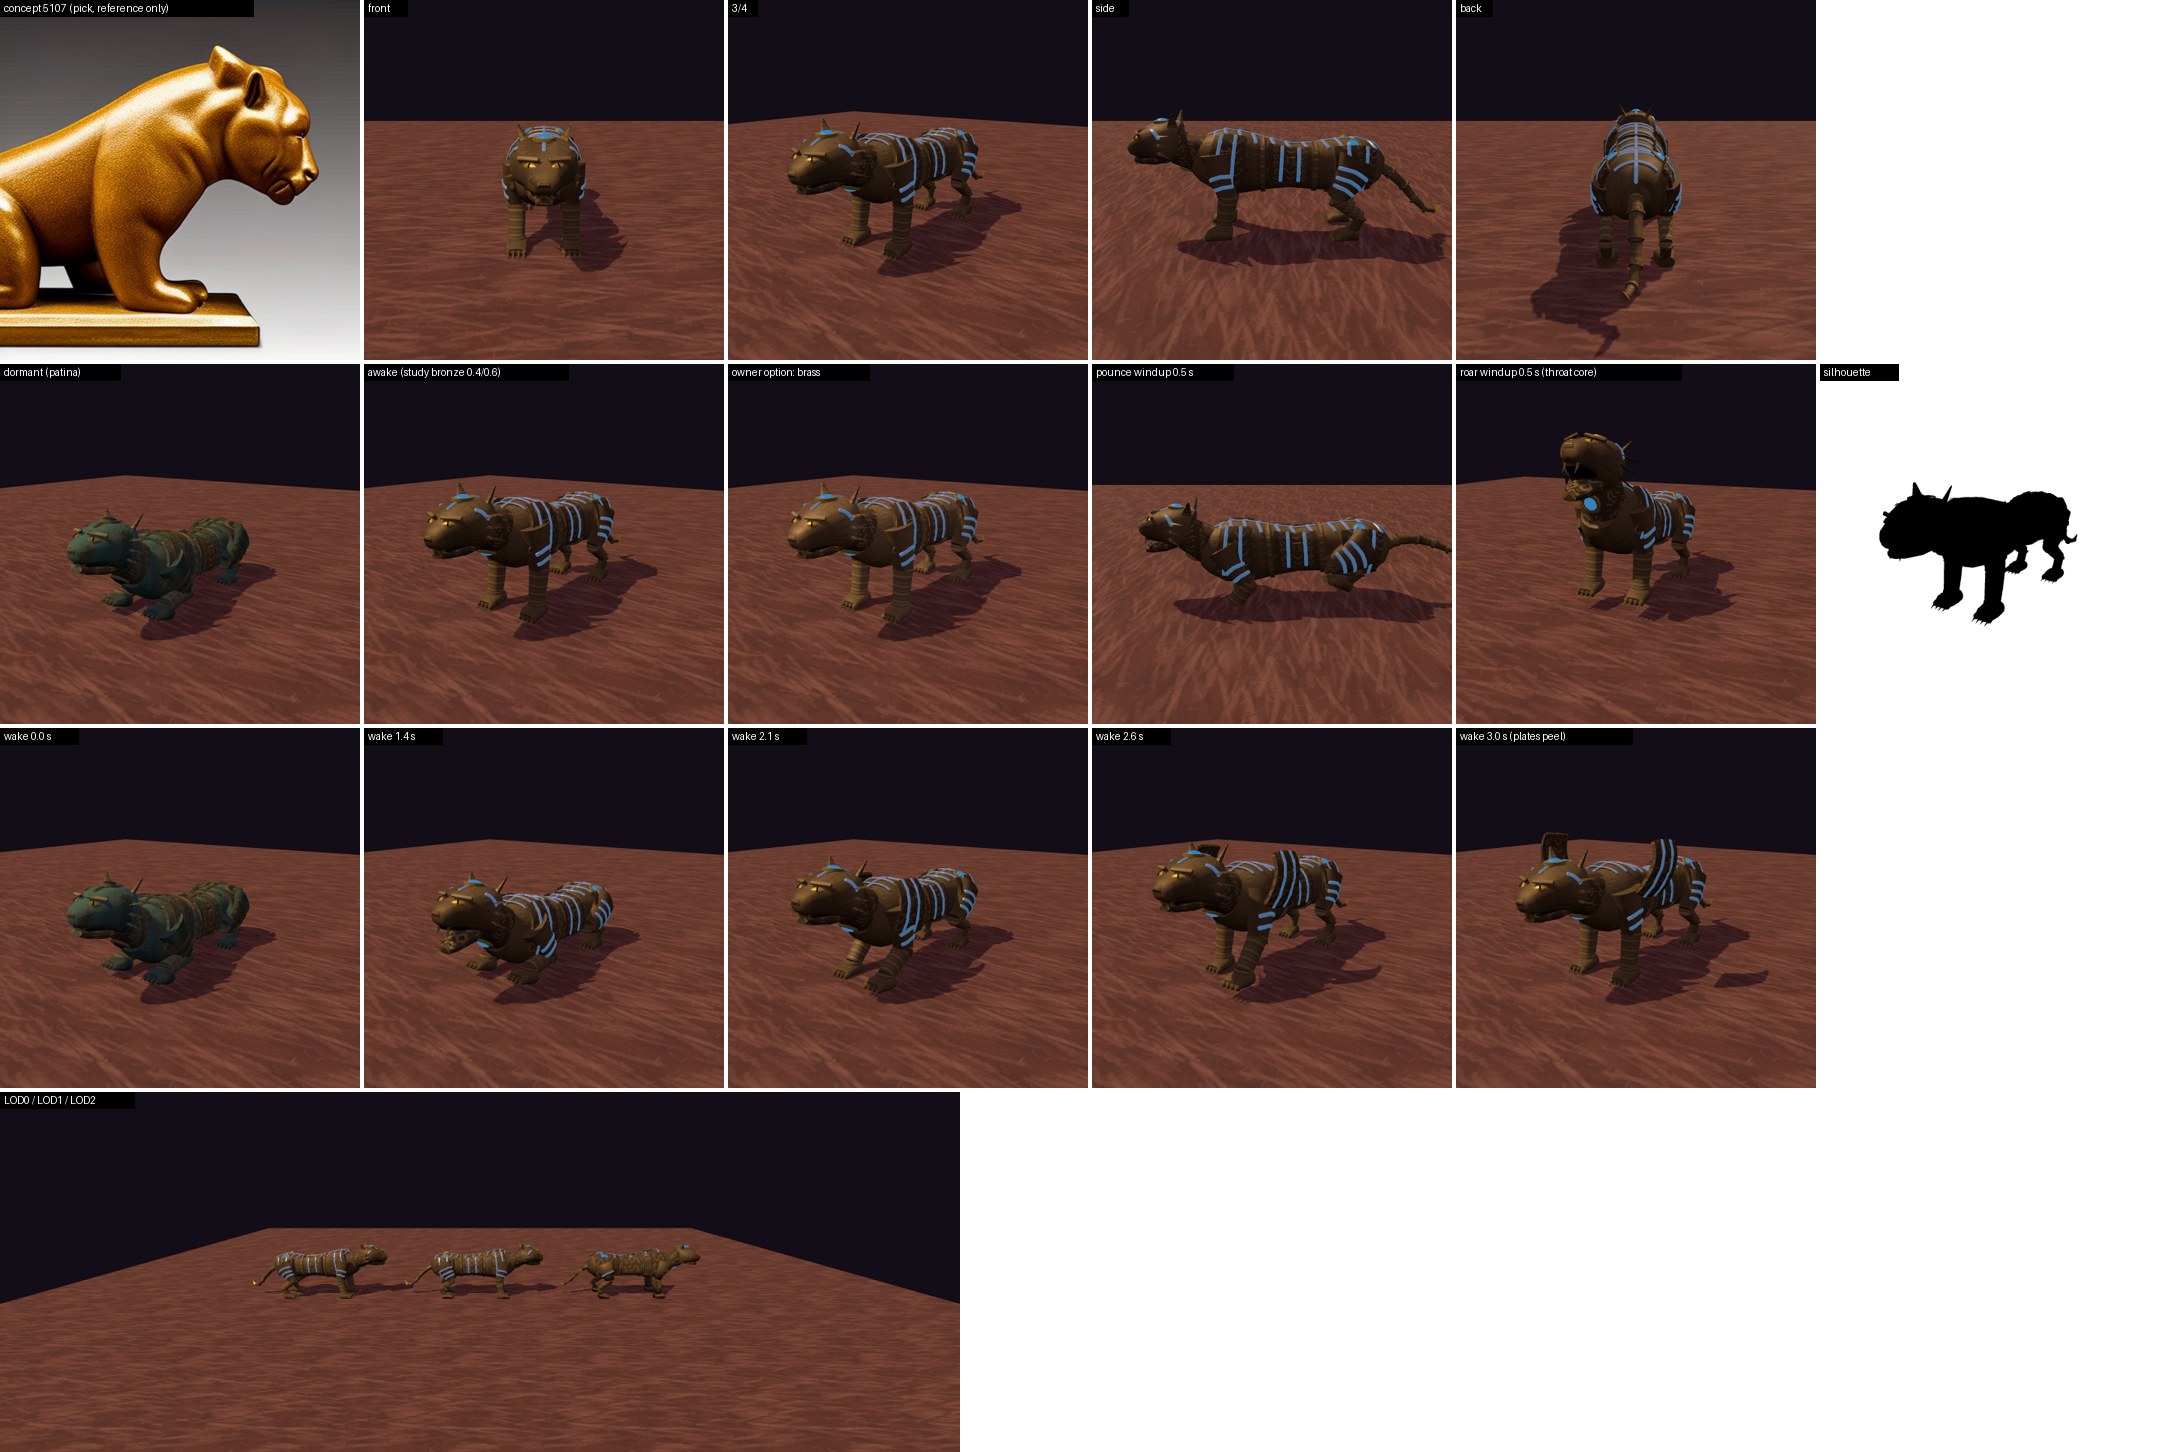 concept 5107 (pick, reference only)
front
3/4
side
back
dormant (patina)
awake (study bronze 0.4/0.6)
owner option: brass
pounce windup 0.5 s
roar windup 0.5 s (throat core)
silhouette
wake 0.0 s
wake 1.4 s
wake 2.1 s
wake 2.6 s
wake 3.0 s (plates peel)
LOD0 / LOD1 / LOD2